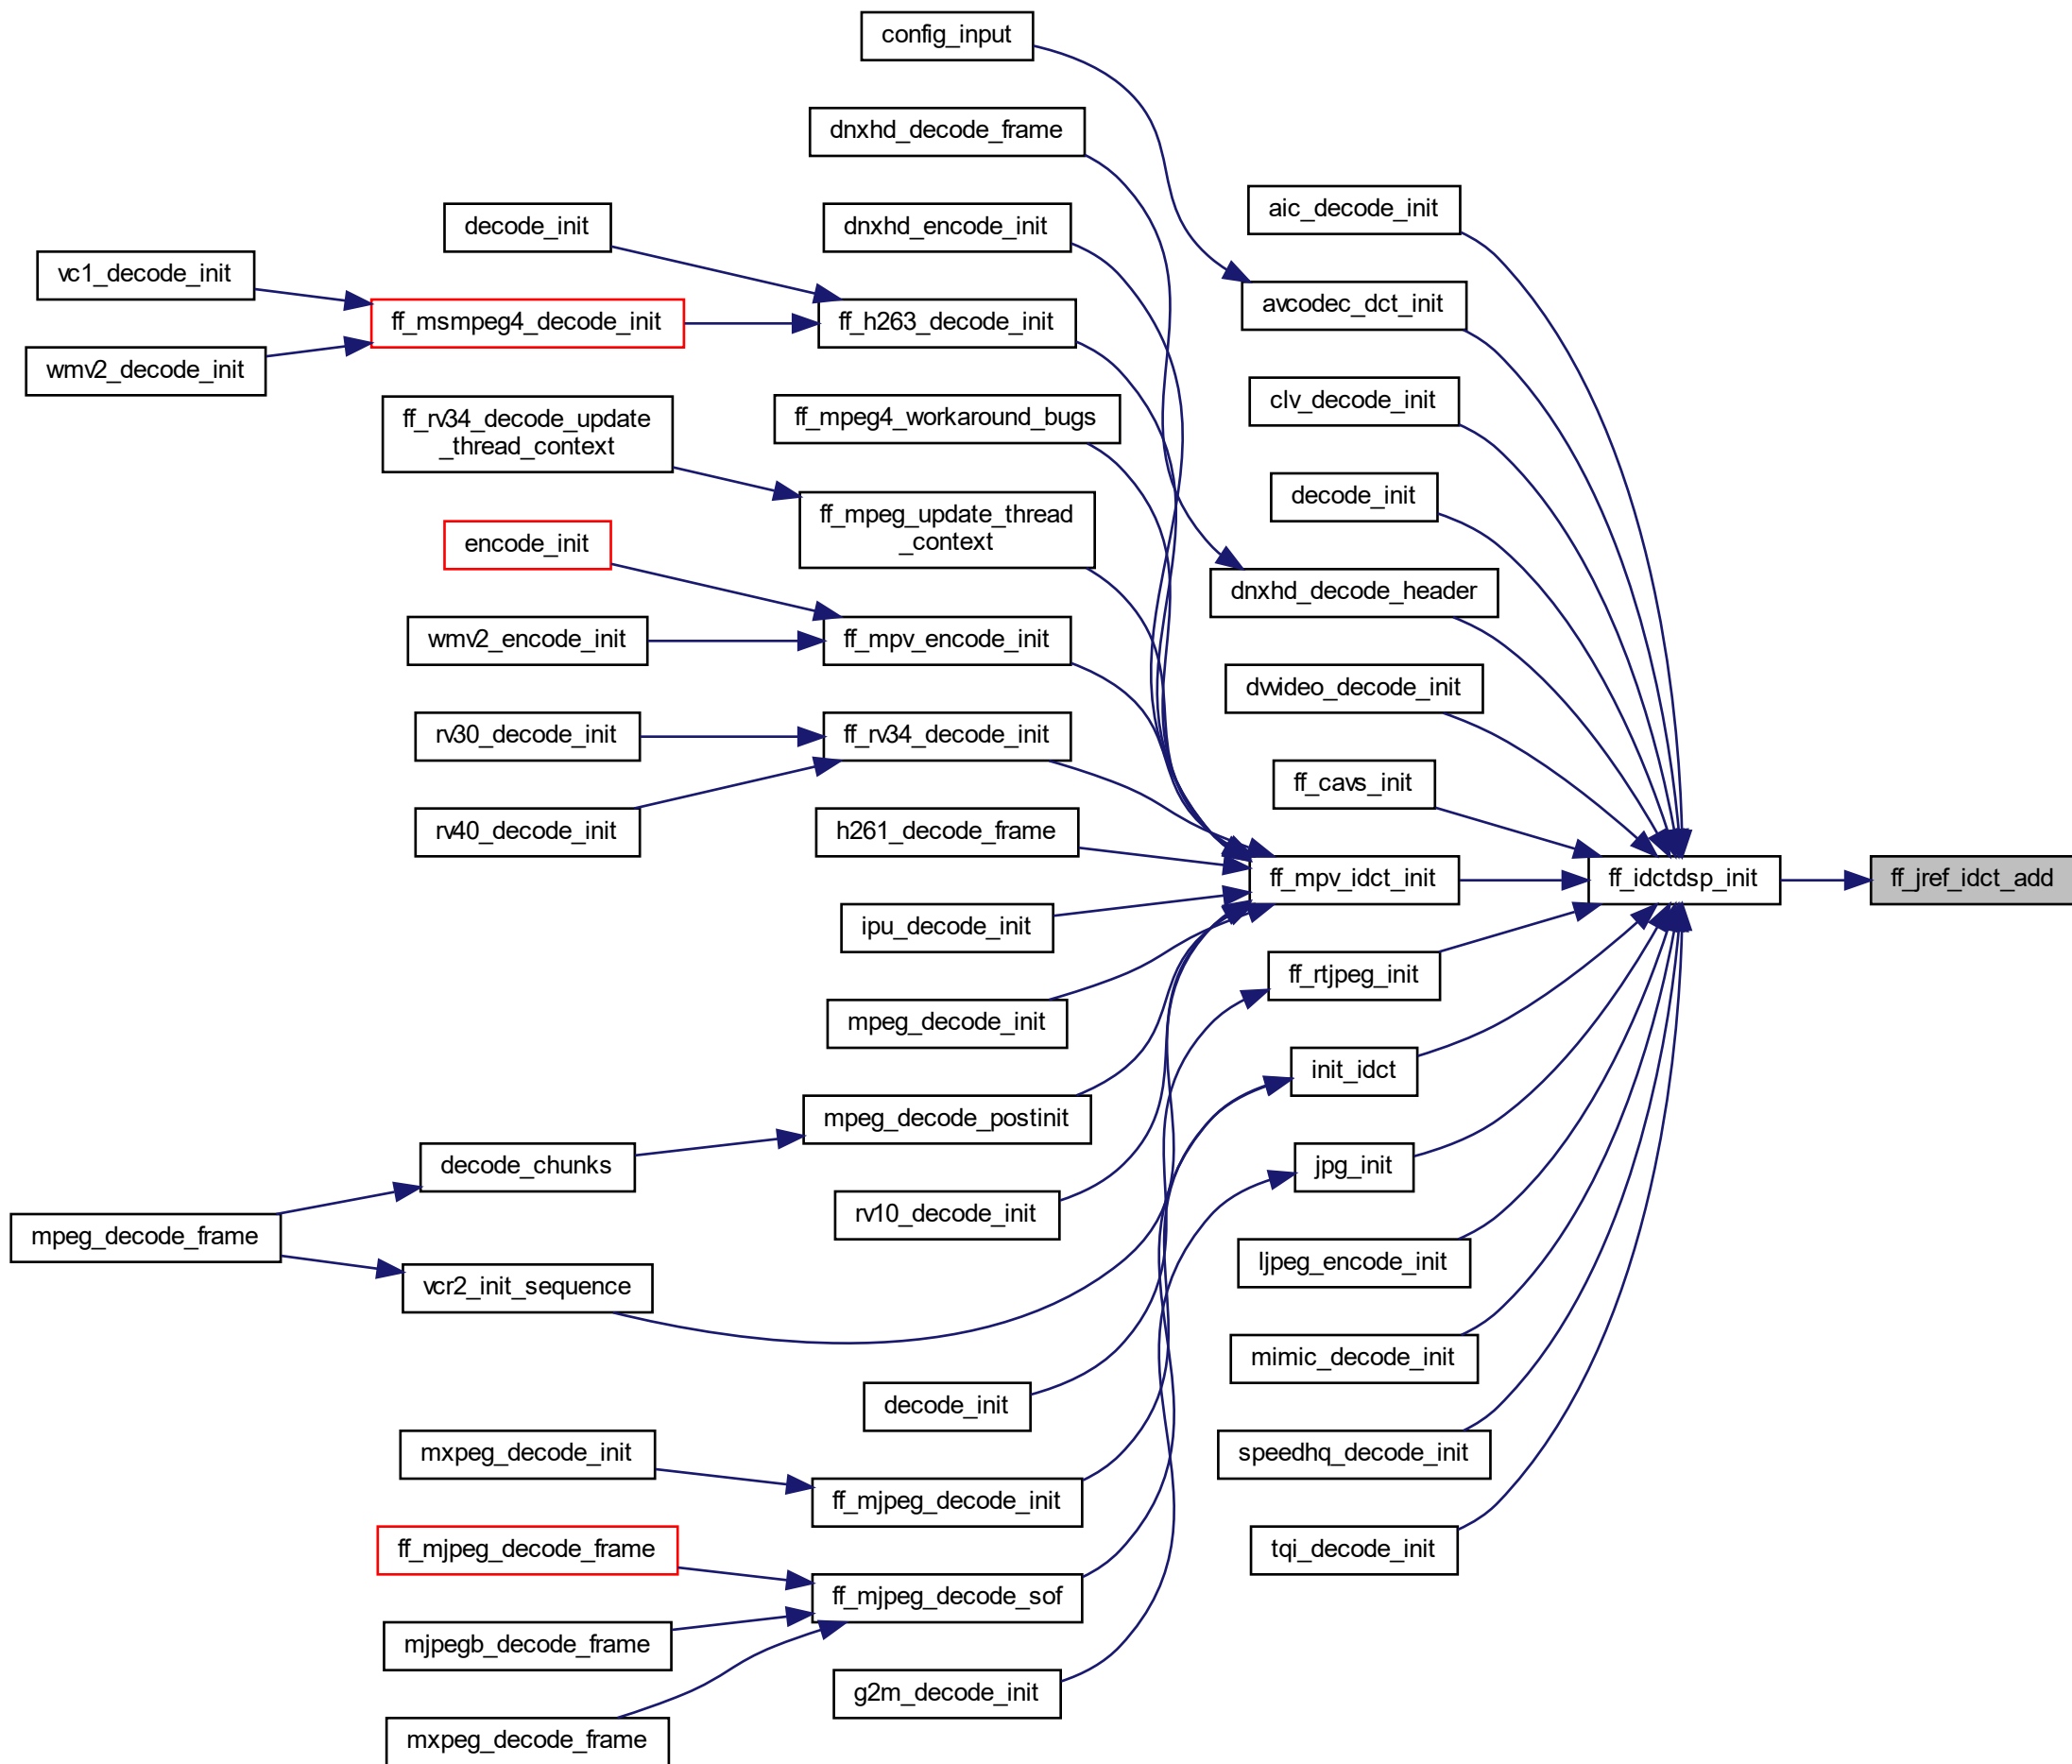 config_input
dnxhd_decode_frame
aic_decode_init
decode_init
dnxhd_encode_init
vc1_decode_init
avcodec_dct_init
ff_msmpeg4_decode_init
ff_h263_decode_init
wmv2_decode_init
clv_decode_init
ff_rv34_decode_update
_thread_context
ff_mpeg4_workaround_bugs
decode_init
ff_mpeg_update_thread
_context
encode_init
dnxhd_decode_header
wmv2_encode_init
ff_mpv_encode_init
dwideo_decode_init
rv30_decode_init
ff_rv34_decode_init
ff_cavs_init
rv40_decode_init
h261_decode_frame
ff_mpv_idct_init
ff_idctdsp_init
ff_jref_idct_add
ipu_decode_init
ff_rtjpeg_init
mpeg_decode_init
init_idct
mpeg_decode_postinit
decode_chunks
jpg_init
rv10_decode_init
mpeg_decode_frame
ljpeg_encode_init
vcr2_init_sequence
mimic_decode_init
decode_init
mxpeg_decode_init
speedhq_decode_init
ff_mjpeg_decode_init
ff_mjpeg_decode_frame
tqi_decode_init
ff_mjpeg_decode_sof
mjpegb_decode_frame
g2m_decode_init
mxpeg_decode_frame